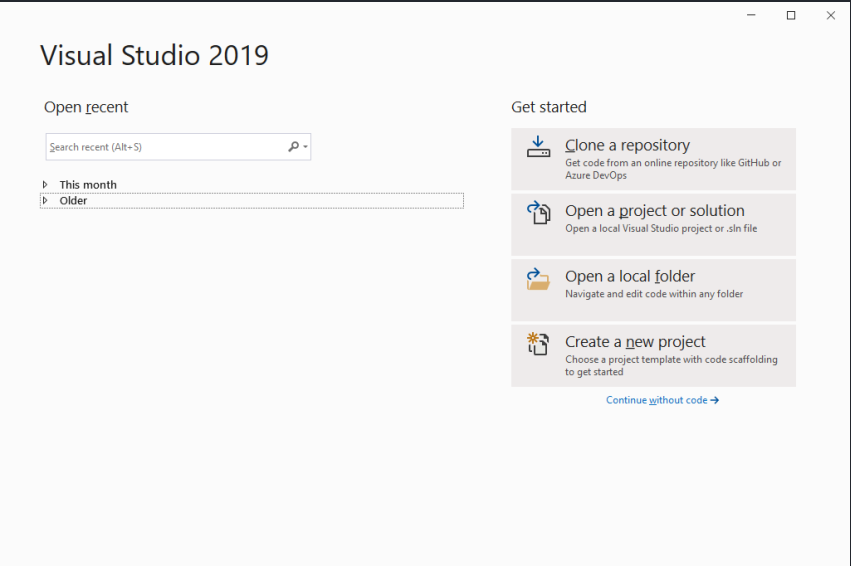 Visual Studio 2019
Open recent
Search recent (Alt+S)
This month
Older
Get started
Clone a repository
Get code from an online repository like GitHub or
Azure DevOps
Open a project or solution
Open a local Visual Studio project or .sln file
Open a local folder
Navigate and edit code within any folder
Create a new project
Choose a project template with code scaffolding
to get started
Continue without code →